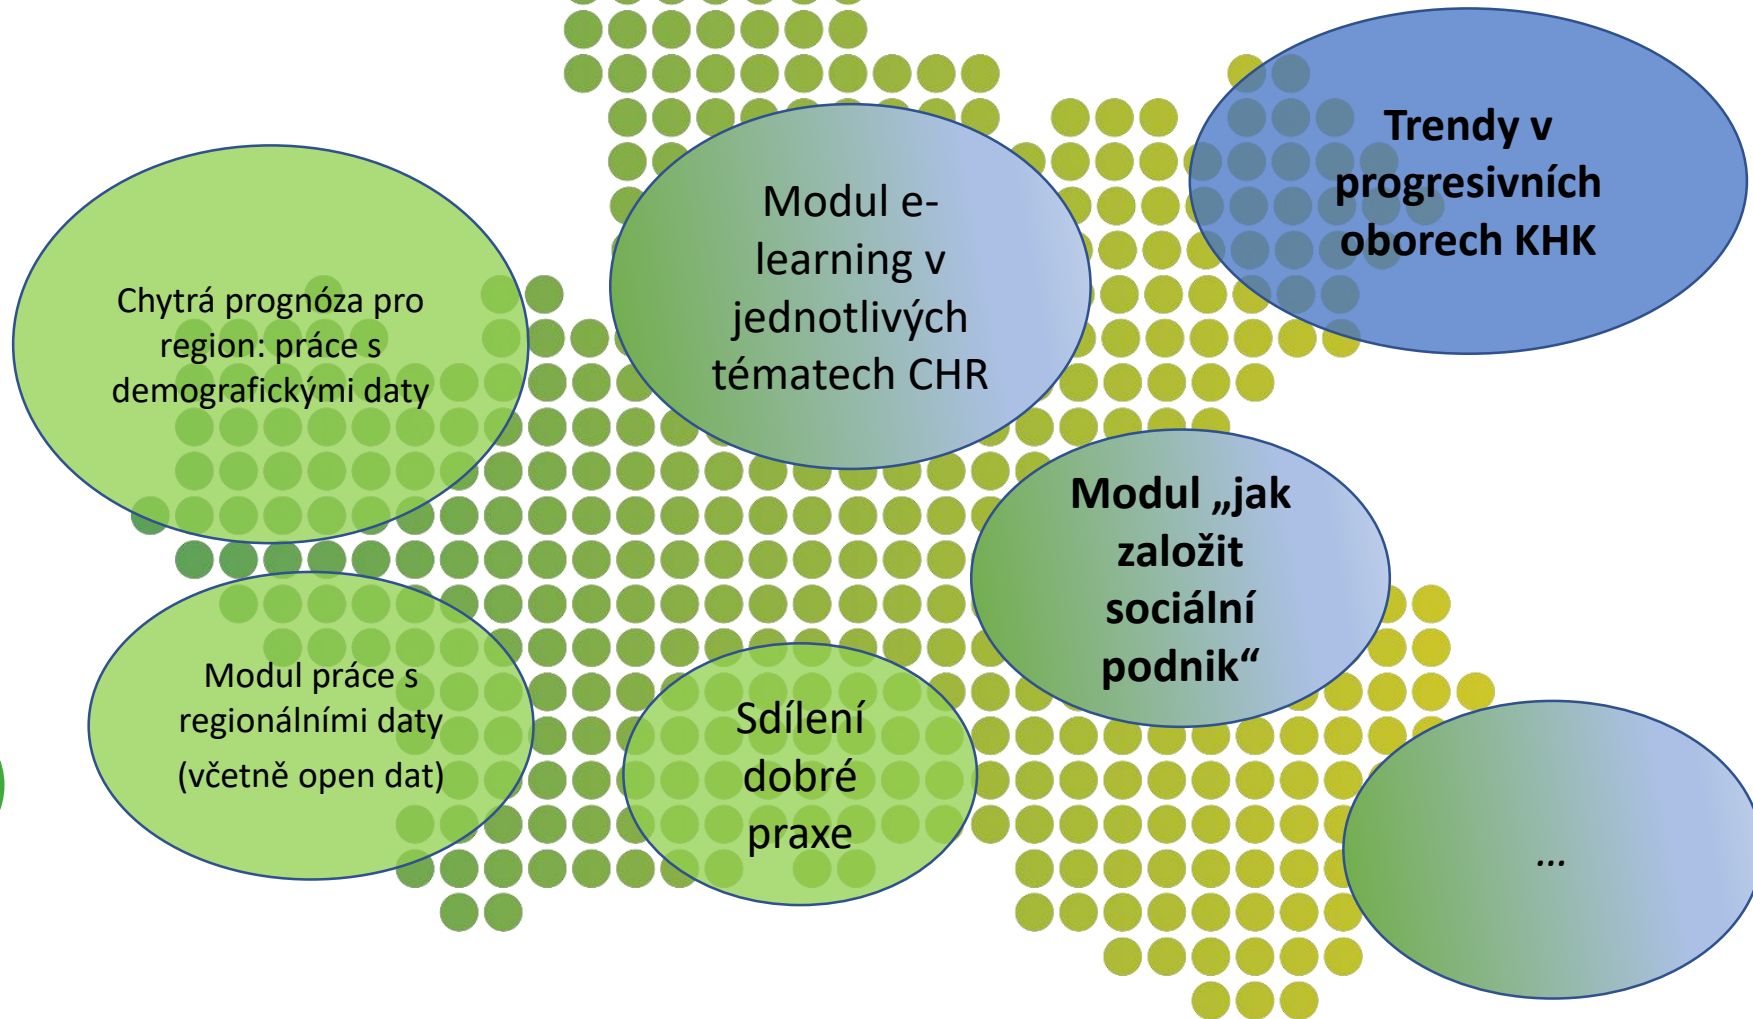 Trendy v
progresivních
oborech KHK
Modul e-
learning v
jednotlivých
tématech CHR
Chytrá prognóza pro
region: práce s
demografickými daty
Modul „jak
založit
sociální
podnik“
Modul práce s
regionálními daty
(včetně open dat)
Sdílení
dobré
praxe
...